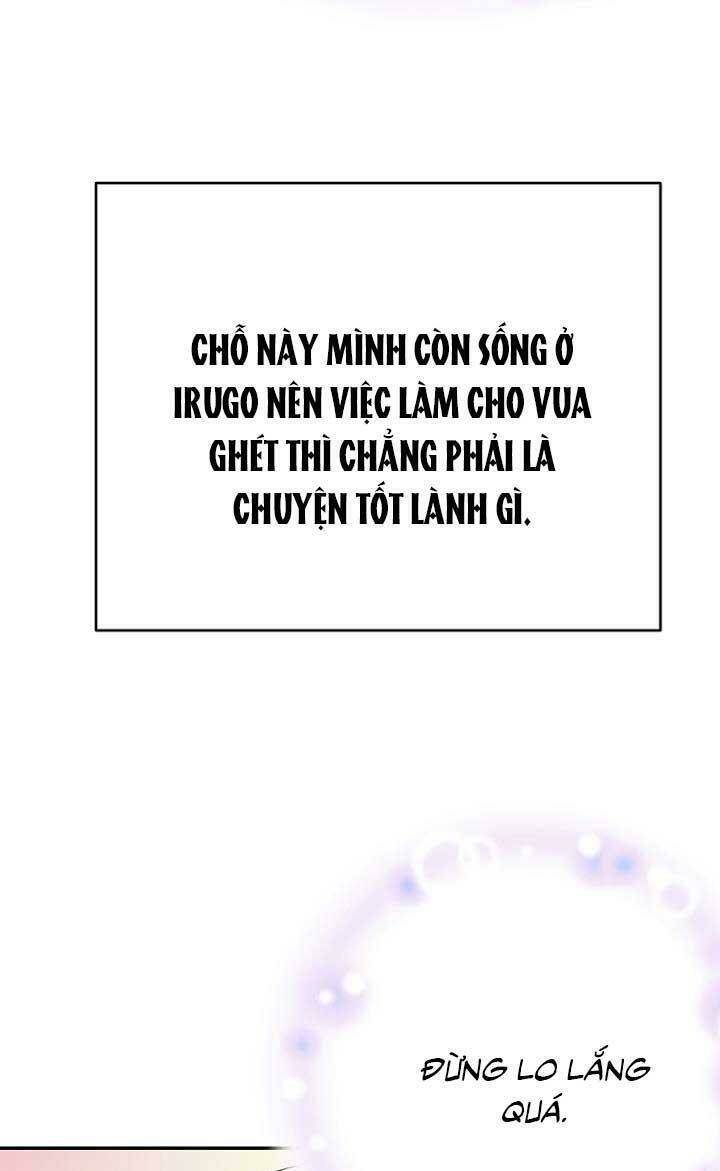 CHỖ NÀY MÌNH CÒN SỐNG Ở
IRUGO NÊN VIỆC LÀM CHO VUA
GHÉT THÌ CHẲNG PHẢI LÀ
CHUYỆN TỐT LÀNH GÌ.
ĐỪNG LO LẮNG
QUÁ.